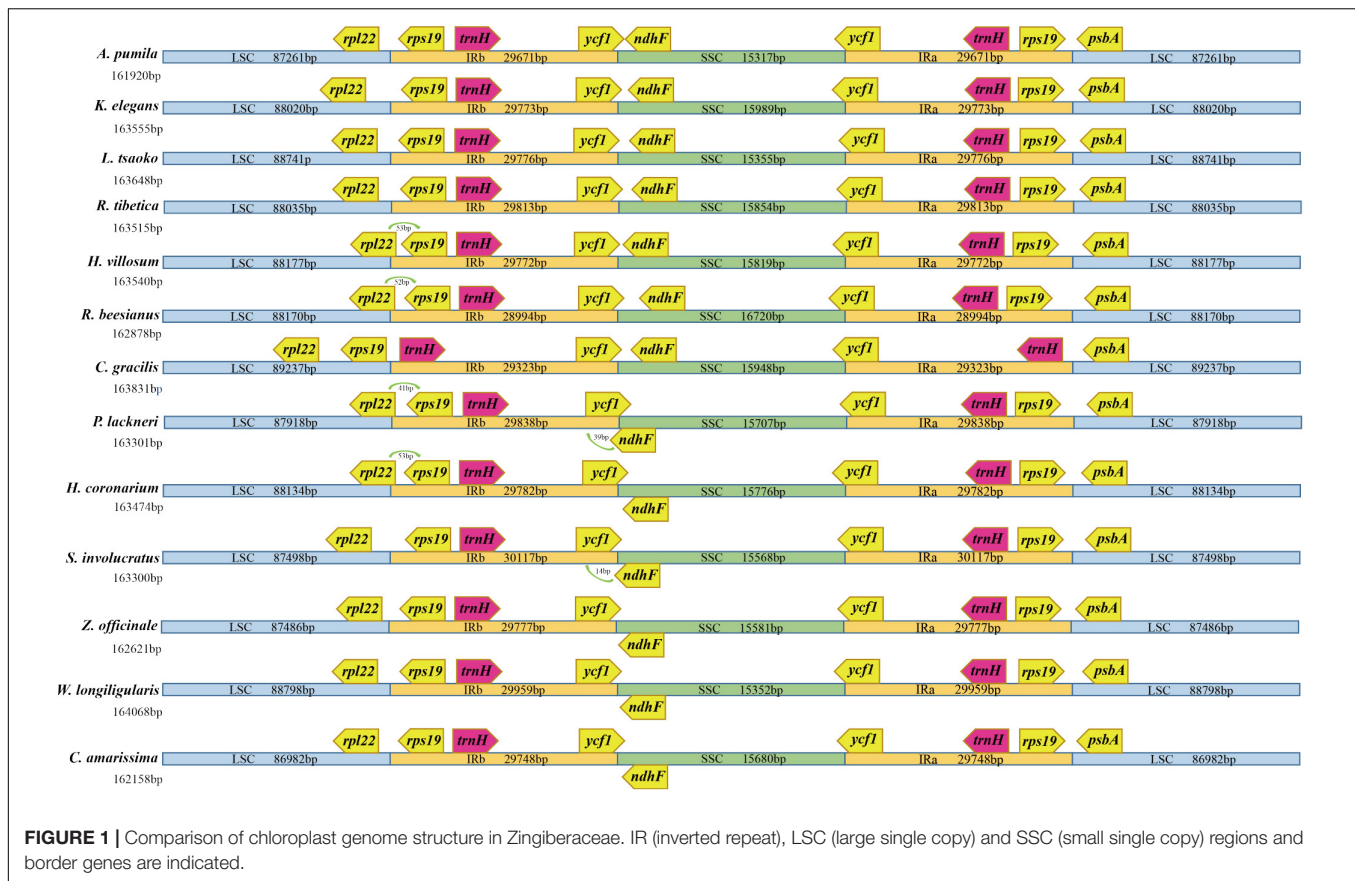 rpl22 rps19 trnH ycf1 ndhF ycf1 trnH rps19 psbA
A. pumila LSC 87261bp IRb 29671bp SSC 15317bp IRa 29671bp LSC 87261bp
161920bp
rpl22 rps19 trnH ycf1 ndhF ycf1 trnH rps19 psbA
K. elegans LSC 88020bp IRb 29773bp SSC 15989bp IRa 29773bp LSC 88020bp
163555bp
rpl22 rps19 trnH ycf1 ndhF ycf1 trnH rps19 psbA
L. tsaoko LSC 88741p IRb 29776bp SSC 15355bp IRa 29776bp LSC 88741bp
163648bp
rpl22 rps19 trnH ycf1 ndhF ycf1 trnH rps19 psbA
R. tibetica LSC 88035bp IRb 29813bp SSC 15854bp IRa 29813bp LSC 88035bp
163515bp
53bp
rpl22 rps19 trnH ycf1 ndhF ycf1 trnH rps19 psbA
H. villosum LSC 88177bp IRb 29772bp SSC 15819bp IRa 29772bp LSC 88177bp
163540bp
52bp
rpl22 rps19 trnH ycf1 ndhF ycf1 trnH rps19 psbA
R. beesianus LSC 88170bp IRb 28994bp SSC 16720bp IRa 28994bp LSC 88170bp
162878bp
rpl22 rps19 trnH ycf1 ndhF ycf1 trnH psbA
C. gracilis LSC 89237bp IRb 29323bp SSC 15948bp IRa 29323bp LSC 89237bp
163831bp
41bp
rpl22 rps19 trnH ycf1 ycf1 trnH rps19 psbA
P. lackneri LSC 87918bp IRb 29838bp SSC 15707bp IRa 29838bp LSC 87918bp
163301bp
39bp ndhF
53bp
rpl22 rps19 trnH ycf1 ycf1 trnH rps19 psbA
H. coronarium LSC 88134bp IRb 29782bp SSC 15776bp IRa 29782bp LSC 88134bp
163474bp
ndhF
rpl22 rps19 trnH ycf1 ycf1 trnH rps19 psbA
S. involucratus LSC 87498bp IRb 30117bp SSC 15568bp IRa 30117bp LSC 87498bp
163300bp
14bp ndhF
rpl22 rps19 trnH ycf1 ycf1 trnH rps19 psbA
Z. officinale LSC 87486bp IRb 29777bp SSC 15581bp IRa 29777bp LSC 87486bp
162621bp
ndhF
rpl22 rps19 trnH ycf1 ycf1 trnH rps19 psbA
W. longiligularis LSC 88798bp IRb 29959bp SSC 15352bp IRa 29959bp LSC 88798bp
164068bp
ndhF
rpl22 rps19 trnH ycf1 ycf1 trnH rps19 psbA
C. amarissima LSC 86982bp IRb 29748bp SSC 15680bp IRa 29748bp LSC 86982bp
162158bp
ndhF
FIGURE 1 | Comparison of chloroplast genome structure in Zingiberaceae. IR (inverted repeat), LSC (large single copy) and SSC (small single copy) regions and
border genes are indicated.